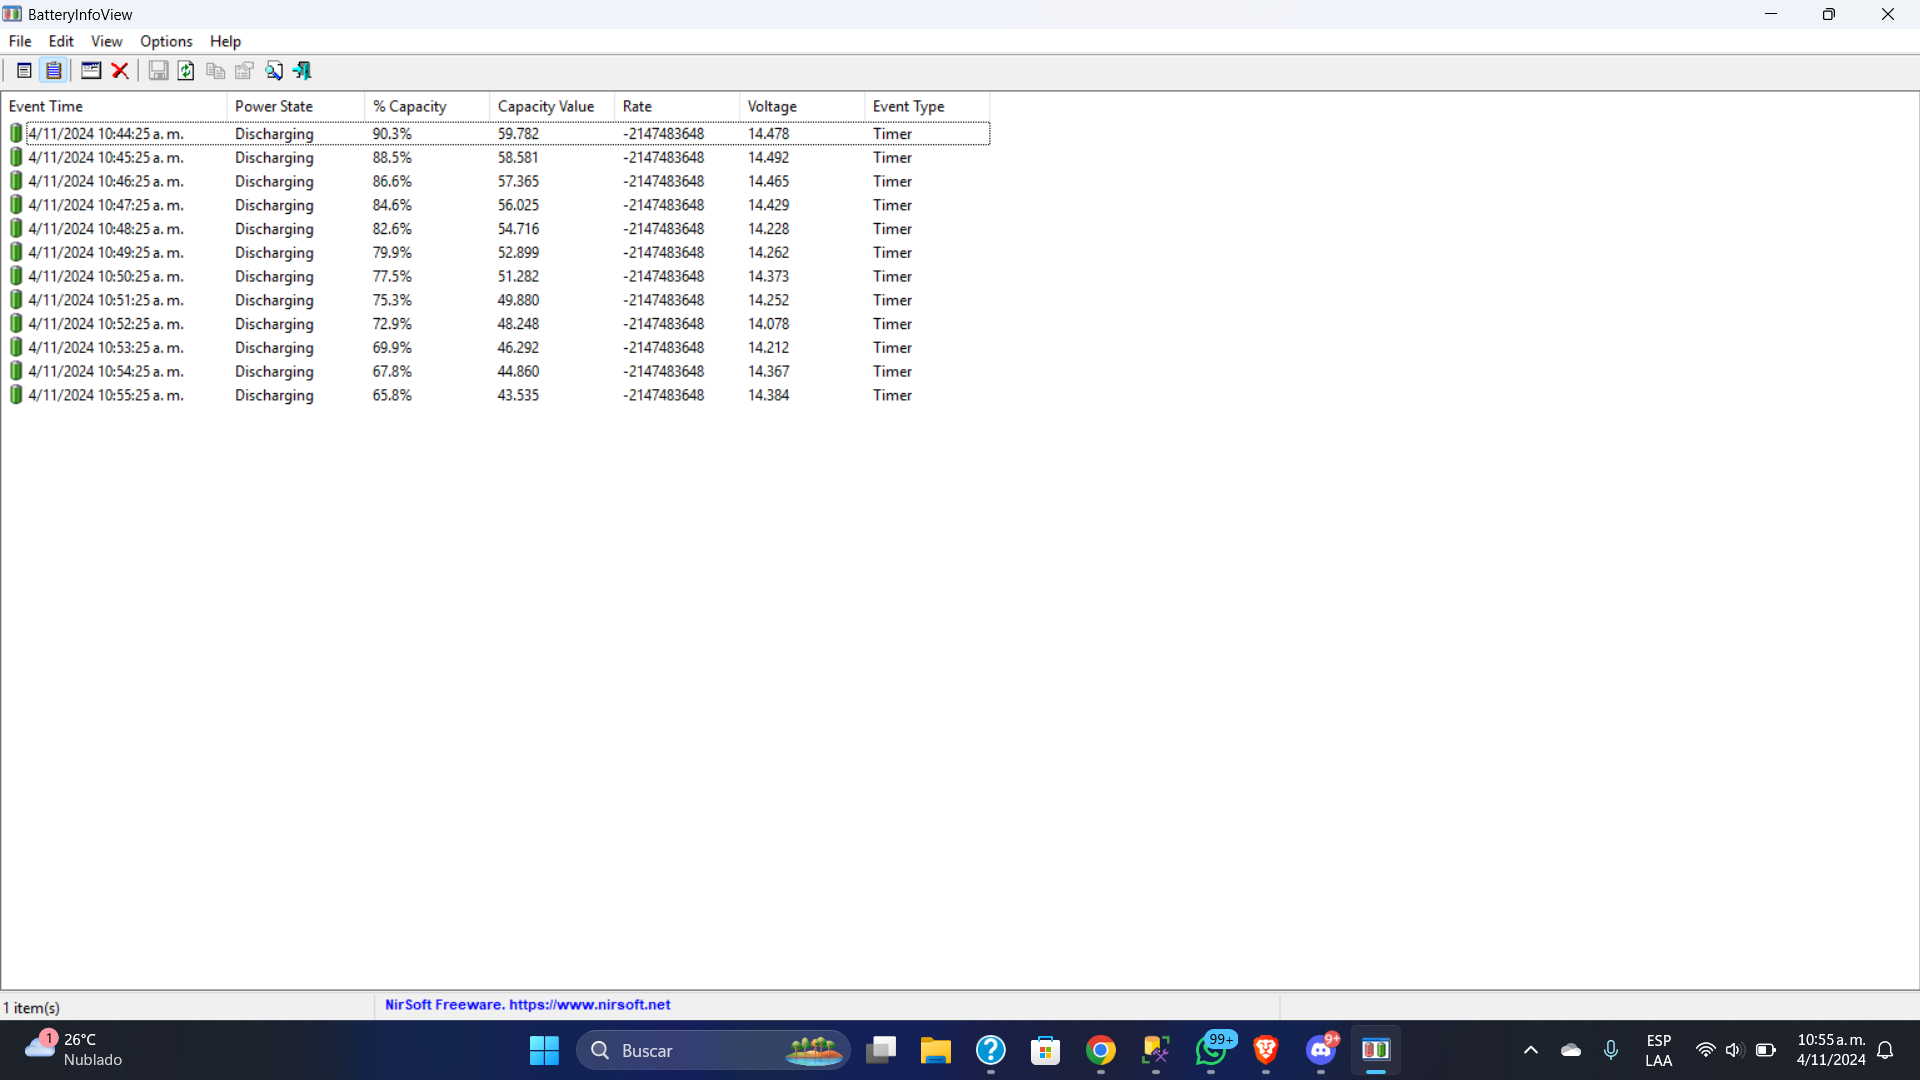 BatteryInfoView
File Edit View Options Help
Event Time Power State % Capacity Capacity Value Rate Voltage Event Type
4/11/2024 10:44:25 a. m. Discharging 90.3% 59.782 -2147483648 14.478 Timer
4/11/2024 10:45:25 a. m. Discharging 88.5% 58.581 -2147483648 14.492 Timer
4/11/2024 10:46:25 a. m. Discharging 86.6% 57.365 -2147483648 14.465 Timer
4/11/2024 10:47:25 a. m. Discharging 84.6% 56.025 -2147483648 14.429 Timer
4/11/2024 10:48:25 a. m. Discharging 82.6% 54.716 -2147483648 14.228 Timer
4/11/2024 10:49:25 a. m. Discharging 79.9% 52.899 -2147483648 14.262 Timer
4/11/2024 10:50:25 a. m. Discharging 77.5% 51.282 -2147483648 14.373 Timer
4/11/2024 10:51:25 a. m. Discharging 75.3% 49.880 -2147483648 14.252 Timer
4/11/2024 10:52:25 a. m. Discharging 72.9% 48.248 -2147483648 14.078 Timer
4/11/2024 10:53:25 a. m. Discharging 69.9% 46.292 -2147483648 14.212 Timer
4/11/2024 10:54:25 a. m. Discharging 67.8% 44.860 -2147483648 14.367 Timer
4/11/2024 10:55:25 a. m. Discharging 65.8% 43.535 -2147483648 14.384 Timer
1 item(s) NirSoft Freeware. https://www.nirsoft.net
1 26°C
Nublado
Buscar
99+
9+
ESP
LAA
10:55 a. m.
4/11/2024